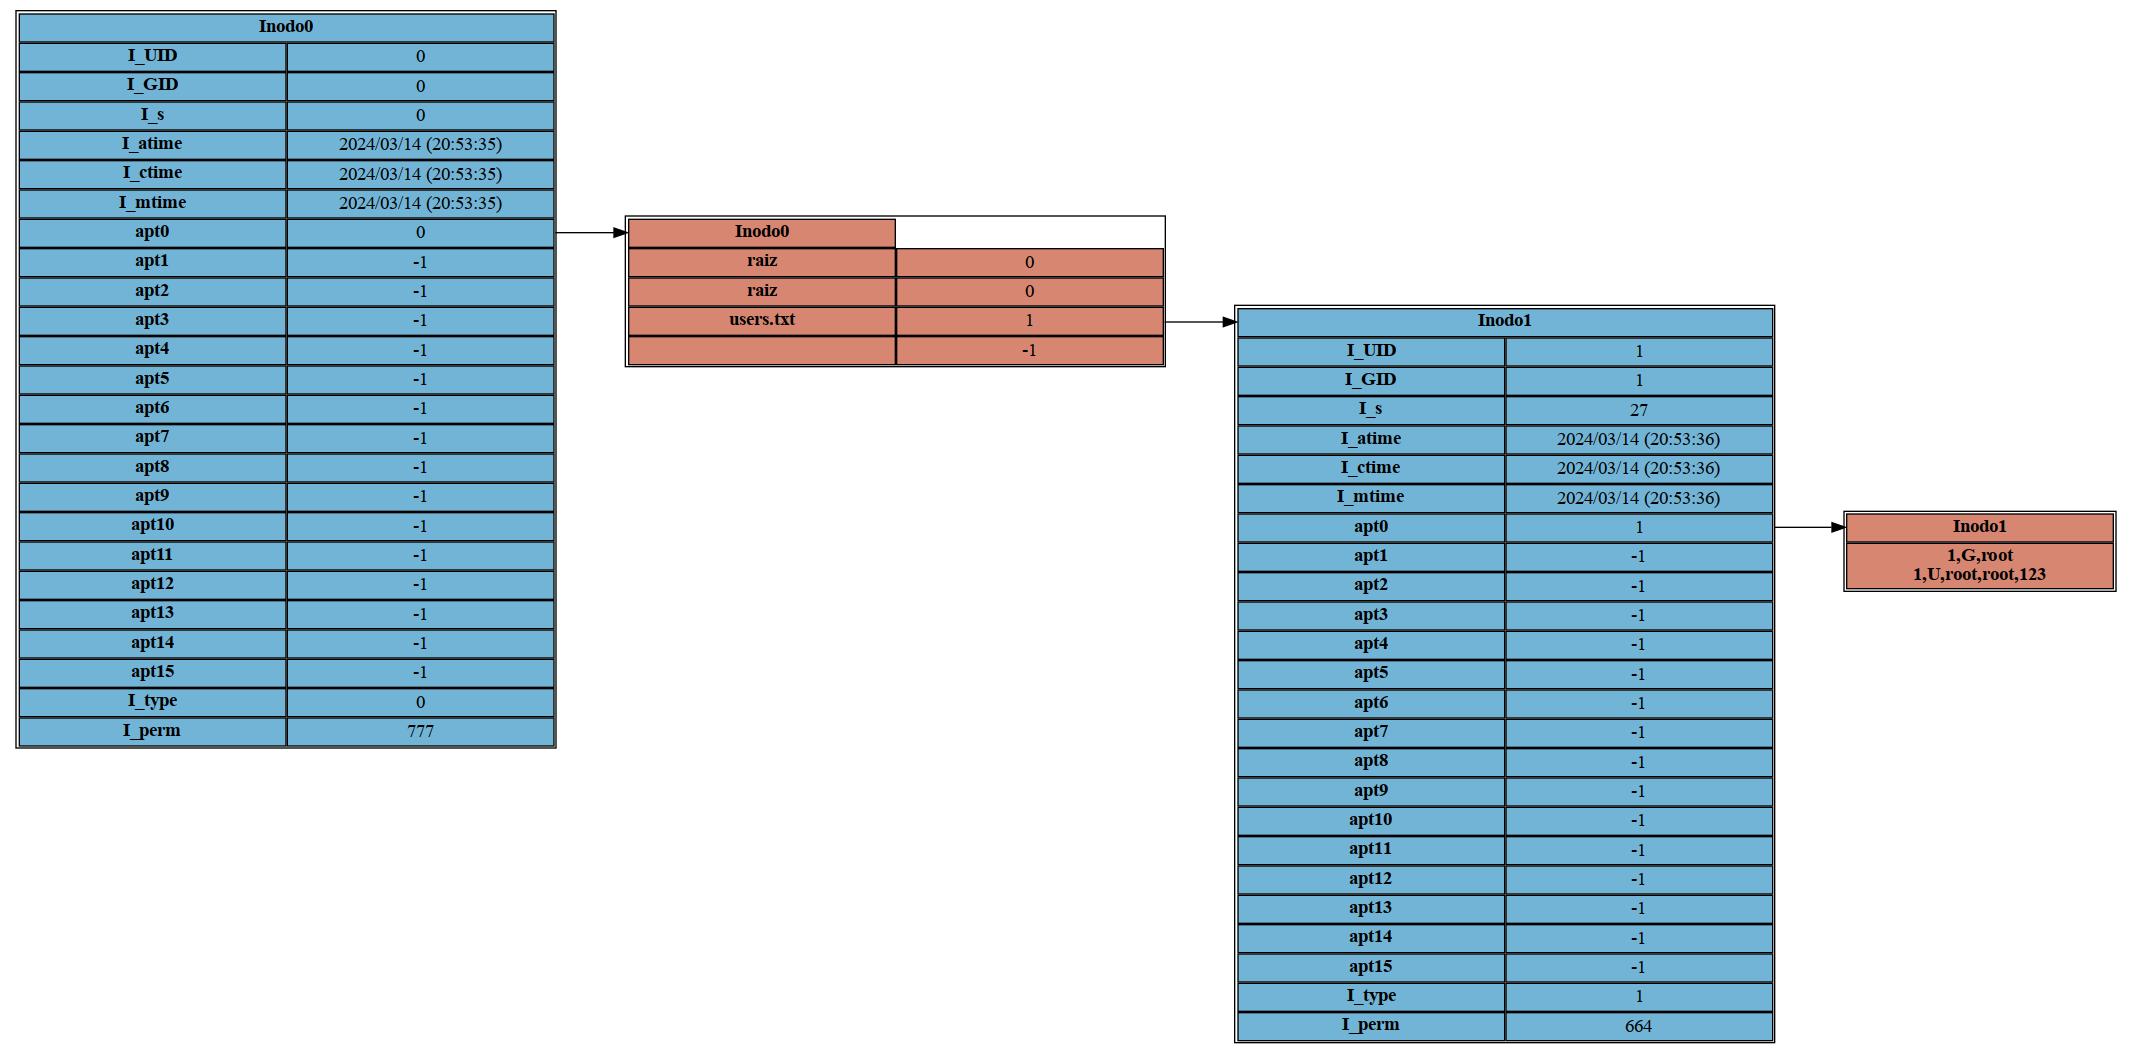 Inodo0
I_UID 0
I_GID 0
I_s 0
I_atime 2024/03/14 (20:53:35)
I_ctime 2024/03/14 (20:53:35)
I_mtime 2024/03/14 (20:53:35)
apt0 0
apt1 -1
apt2 -1
apt3 -1
apt4 -1
apt5 -1
apt6 -1
apt7 -1
apt8 -1
apt9 -1
apt10 -1
apt11 -1
apt12 -1
apt13 -1
apt14 -1
apt15 -1
I_type 0
I_perm 777
Inodo0
raiz 0
raiz 0
users.txt 1
-1
Inodo1
I_UID 1
I_GID 1
I_s 27
I_atime 2024/03/14 (20:53:36)
I_ctime 2024/03/14 (20:53:36)
I_mtime 2024/03/14 (20:53:36)
apt0 1
apt1 -1
apt2 -1
apt3 -1
apt4 -1
apt5 -1
apt6 -1
apt7 -1
apt8 -1
apt9 -1
apt10 -1
apt11 -1
apt12 -1
apt13 -1
apt14 -1
apt15 -1
I_type 1
I_perm 664
Inodo1
1,G,root
1,U,root,root,123